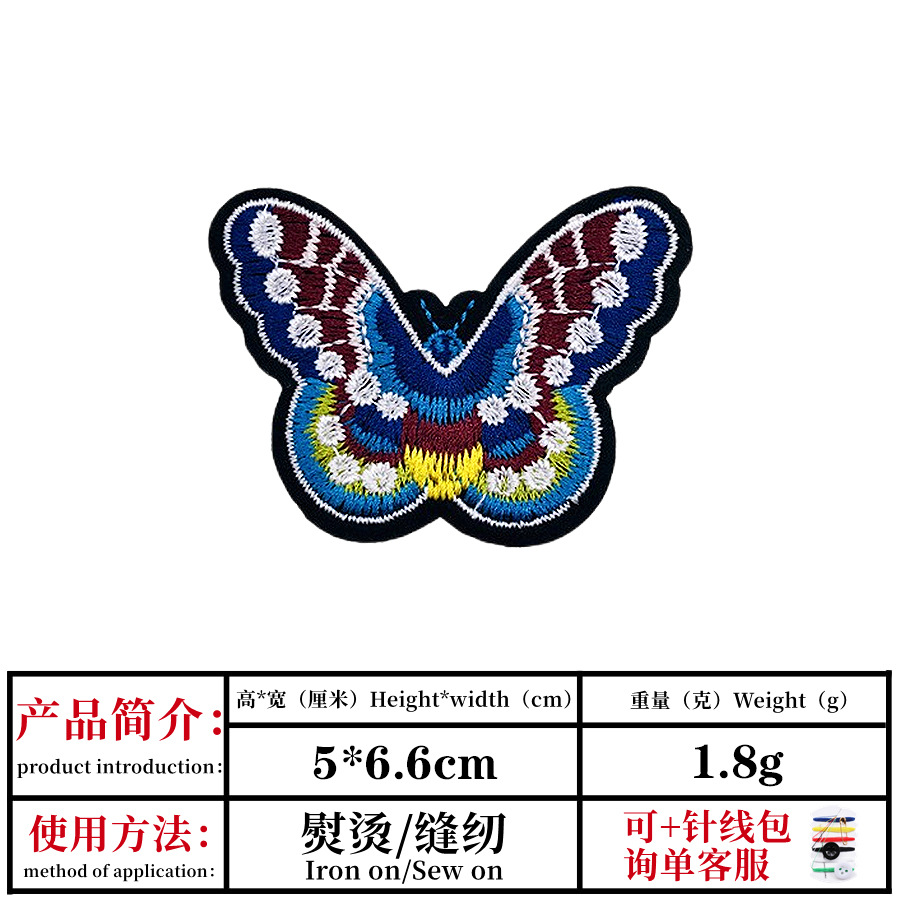 产品简介：
product introduction：
高*宽（厘米）Height*width（cm）
重量（克）Weight（g）
5*6.6cm
1.8g
使用方法：
method of application：
熨烫/缝纫
Iron on/Sew on
可+针线包
询单客服